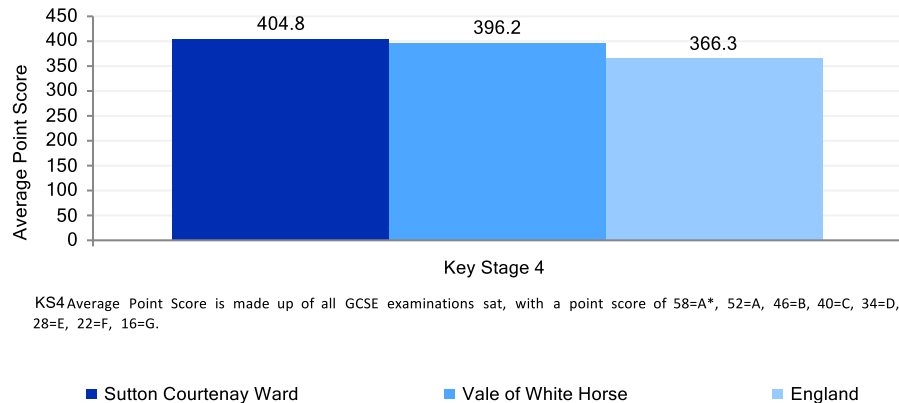 450
400
350
300
250
200
150
100
50
0
Average Point Score
404.8
396.2
366.3
Key Stage 4
KS4 Average Point Score is made up of all GCSE examinations sat, with a point score of 58=A*, 52=A, 46=B, 40=C, 34=D,
28=E, 22=F, 16=G.
Sutton Courtenay Ward Vale of White Horse England